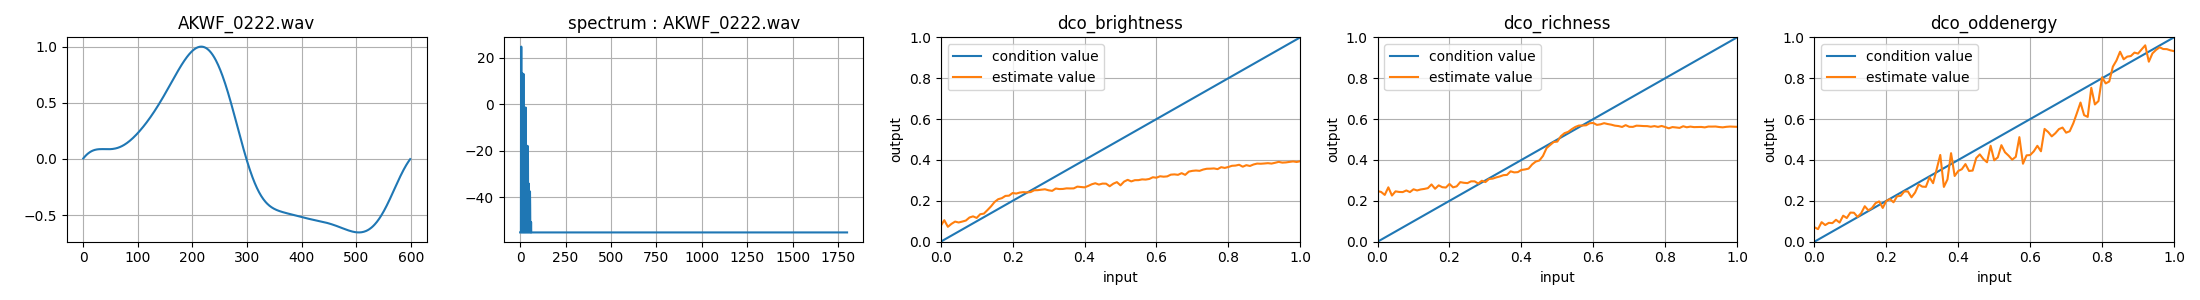 AKWF_0222.wav
1.0
0.5
0.0
−0.5
0 100 200 300 400 500 600
spectrum : AKWF_0222.wav
20
0
−20
−40
0 250 500 750 1000 1250 1500 1750
dco_brightness
condition value
estimate value
output
1.0
0.8
0.6
0.4
0.2
0.0
0.0 0.2 0.4 0.6 0.8 1.0
input
dco_richness
condition value
estimate value
output
1.0
0.8
0.6
0.4
0.2
0.0
0.0 0.2 0.4 0.6 0.8 1.0
input
dco_oddenergy
condition value
estimate value
output
1.0
0.8
0.6
0.4
0.2
0.0
0.0 0.2 0.4 0.6 0.8 1.0
input